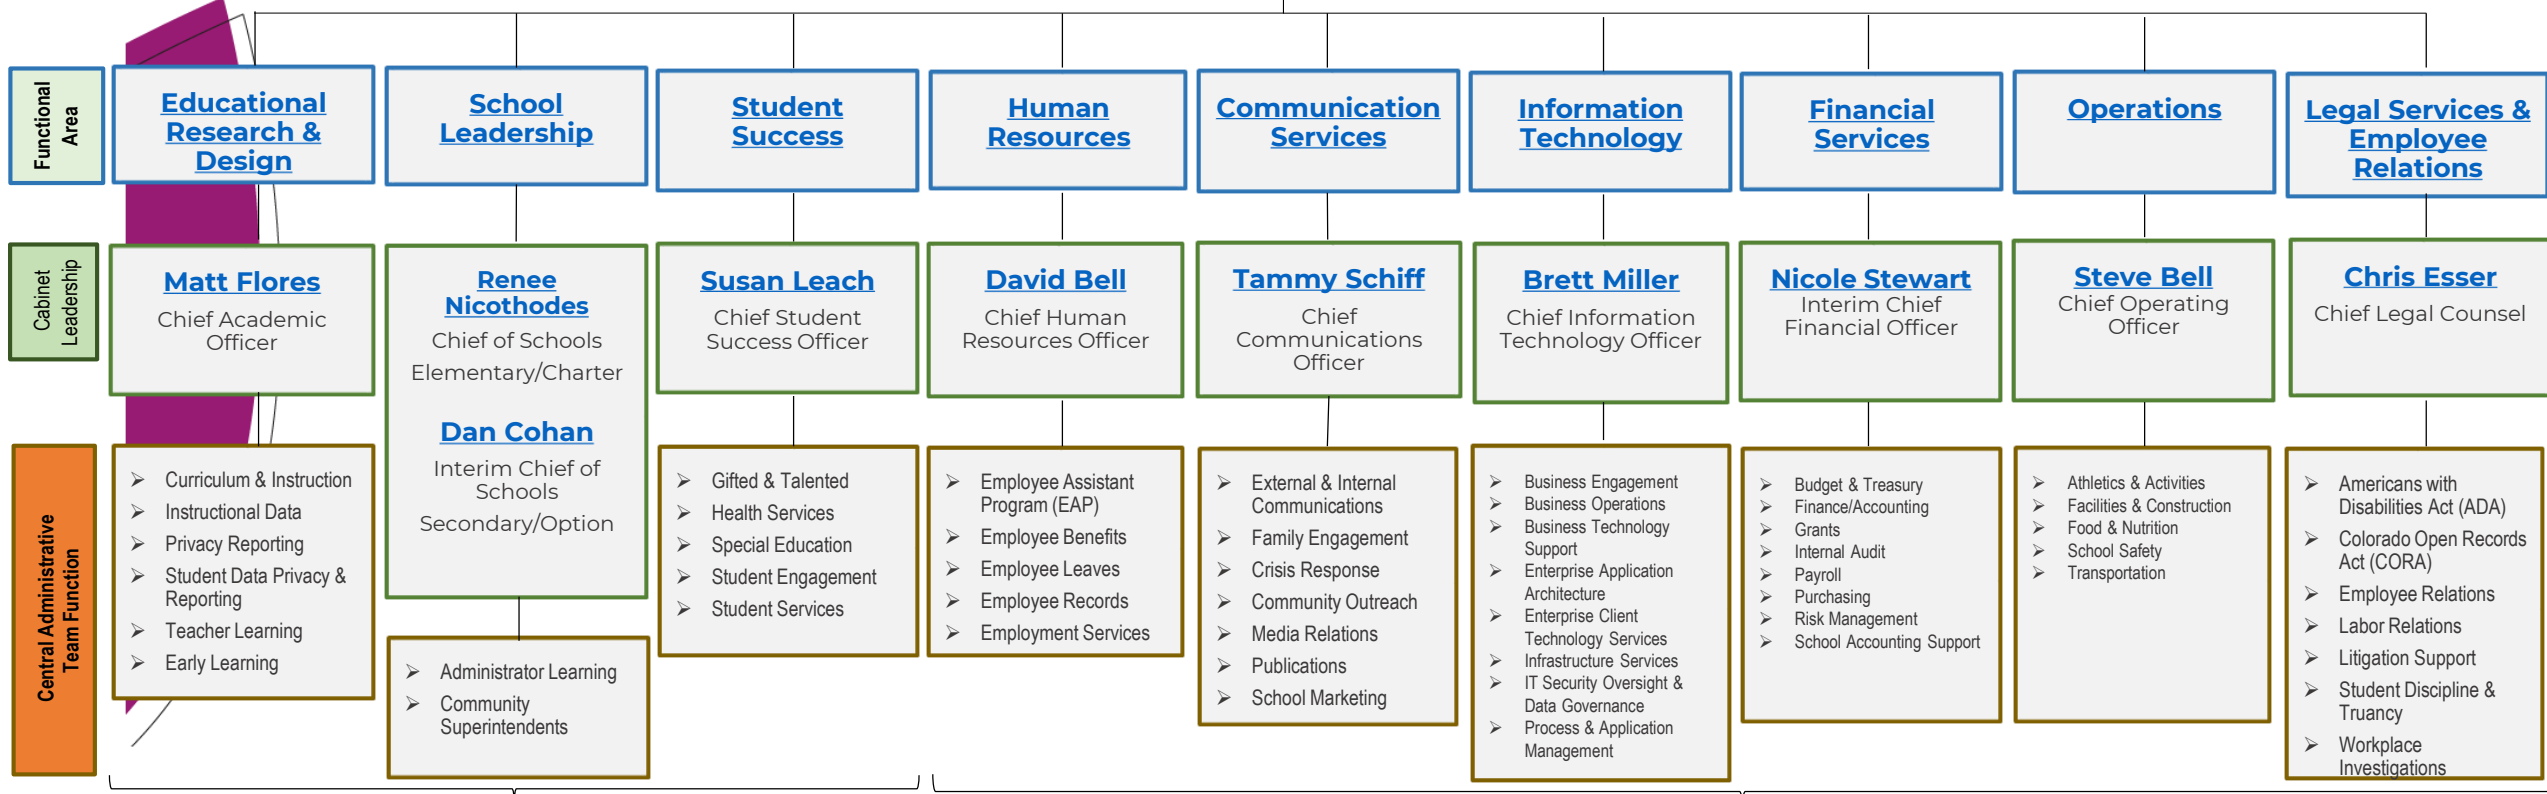 Functional
Area
Educational
Research &
Design
School
Leadership
Student
Success
Human
Resources
Communication
Services
Information
Technology
Financial
Services
Operations
Legal Services &
Employee
Relations
Cabinet
Leadership
Matt Flores
Chief Academic
Officer
Renee
Nicothodes
Chief of Schools
Elementary/Charter
Dan Cohan
Interim Chief of
Schools
Secondary/Option
Susan Leach
Chief Student
Success Officer
David Bell
Chief Human
Resources Officer
Tammy Schiff
Chief
Communications
Officer
Brett Miller
Chief Information
Technology Officer
Nicole Stewart
Interim Chief
Financial Officer
Steve Bell
Chief Operating
Officer
Chris Esser
Chief Legal Counsel
Central Administrative
Team Function
➢ Curriculum & Instruction
➢ Instructional Data
➢ Privacy Reporting
➢ Student Data Privacy &
Reporting
➢ Teacher Learning
➢ Early Learning
➢ Administrator Learning
➢ Community
Superintendents
➢ Gifted & Talented
➢ Health Services
➢ Special Education
➢ Student Engagement
➢ Student Services
➢ Employee Assistant
Program (EAP)
➢ Employee Benefits
➢ Employee Leaves
➢ Employee Records
➢ Employment Services
➢ External & Internal
Communications
➢ Family Engagement
➢ Crisis Response
➢ Community Outreach
➢ Media Relations
➢ Publications
➢ School Marketing
➢ Business Engagement
➢ Business Operations
➢ Business Technology
Support
➢ Enterprise Application
Architecture
➢ Enterprise Client
Technology Services
➢ Infrastructure Services
➢ IT Security Oversight &
Data Governance
➢ Process & Application
Management
➢ Budget & Treasury
➢ Finance/Accounting
➢ Grants
➢ Internal Audit
➢ Payroll
➢ Purchasing
➢ Risk Management
➢ School Accounting Support
➢ Athletics & Activities
➢ Facilities & Construction
➢ Food & Nutrition
➢ School Safety
➢ Transportation
➢ Americans with
Disabilities Act (ADA)
➢ Colorado Open Records
Act (CORA)
➢ Employee Relations
➢ Labor Relations
➢ Litigation Support
➢ Student Discipline &
Truancy
➢ Workplace
Investigations